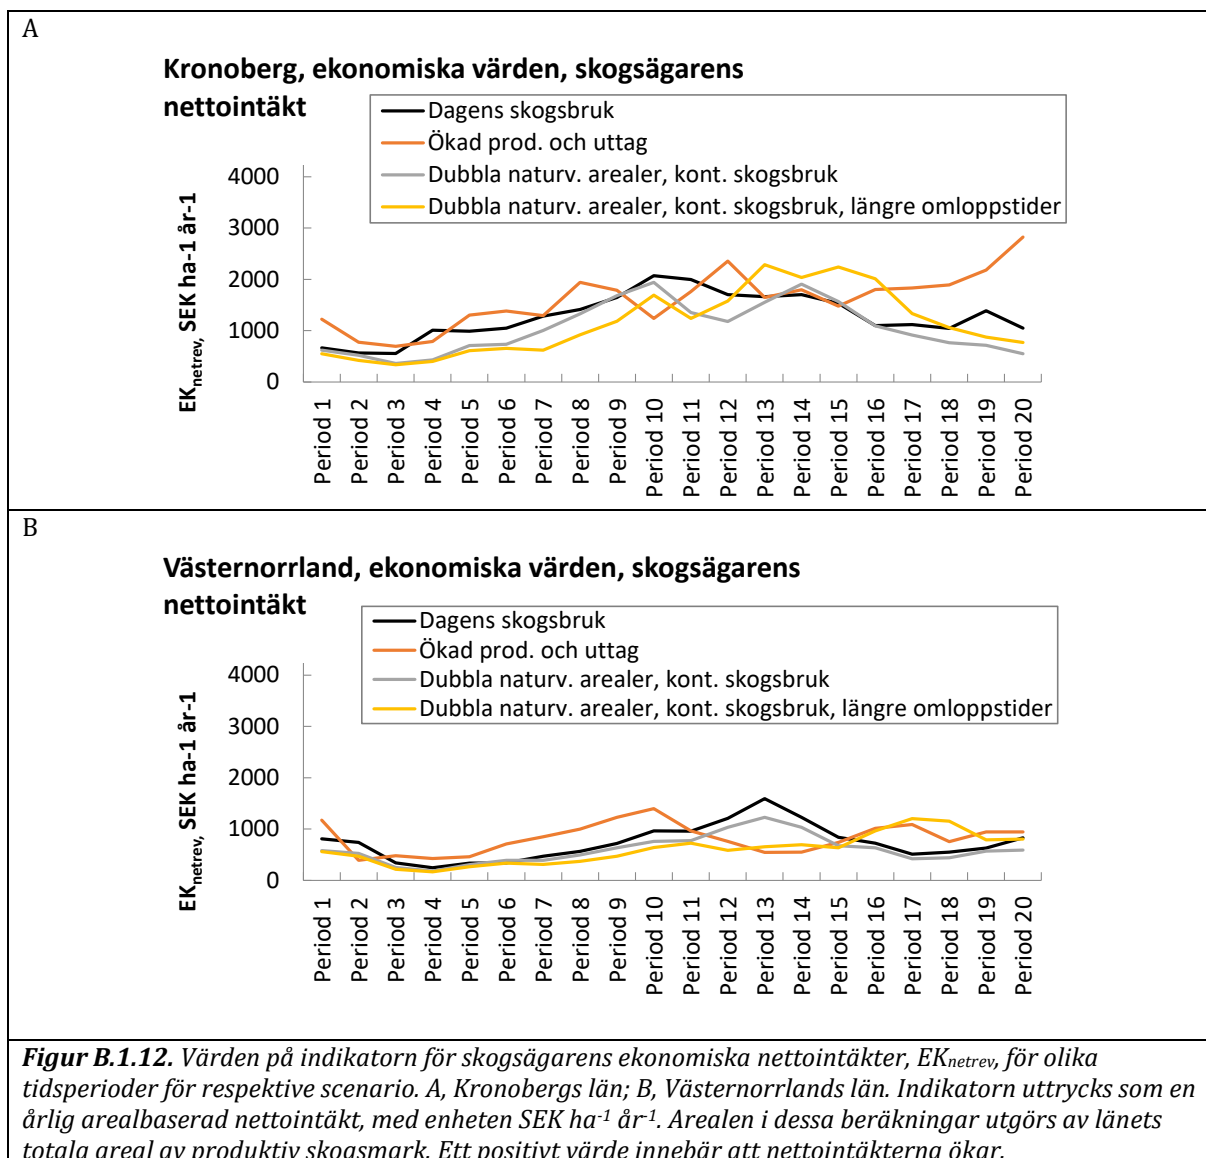 A
Kronoberg, ekonomiska värden, skogsägarens
nettointäkt
Dagens skogsbruk
Ökad prod. och uttag
Dubbla naturv. arealer, kont. skogsbruk
Dubbla naturv. arealer, kont. skogsbruk, längre omloppstider
EKnetrev, SEK ha-1 år-1
4000
3000
2000
1000
0
Period 1
Period 2
Period 3
Period 4
Period 5
Period 6
Period 7
Period 8
Period 9
Period 10
Period 11
Period 12
Period 13
Period 14
Period 15
Period 16
Period 17
Period 18
Period 19
Period 20
B
Västernorrland, ekonomiska värden, skogsägarens
nettointäkt
Dagens skogsbruk
Ökad prod. och uttag
Dubbla naturv. arealer, kont. skogsbruk
Dubbla naturv. arealer, kont. skogsbruk, längre omloppstider
EKnetrev, SEK ha-1 år-1
4000
3000
2000
1000
0
Period 1
Period 2
Period 3
Period 4
Period 5
Period 6
Period 7
Period 8
Period 9
Period 10
Period 11
Period 12
Period 13
Period 14
Period 15
Period 16
Period 17
Period 18
Period 19
Period 20
Figur B.1.12. Värden på indikatorn för skogsägarens ekonomiska nettointäkter, EKnetrev, för olika
tidsperioder för respektive scenario. A, Kronobergs län; B, Västernorrlands län. Indikatorn uttrycks som en
årlig arealbaserad nettointäkt, med enheten SEK ha-1 år-1. Arealen i dessa beräkningar utgörs av länets
totala areal av produktiv skogsmark. Ett positivt värde innebär att nettointäkterna ökar.